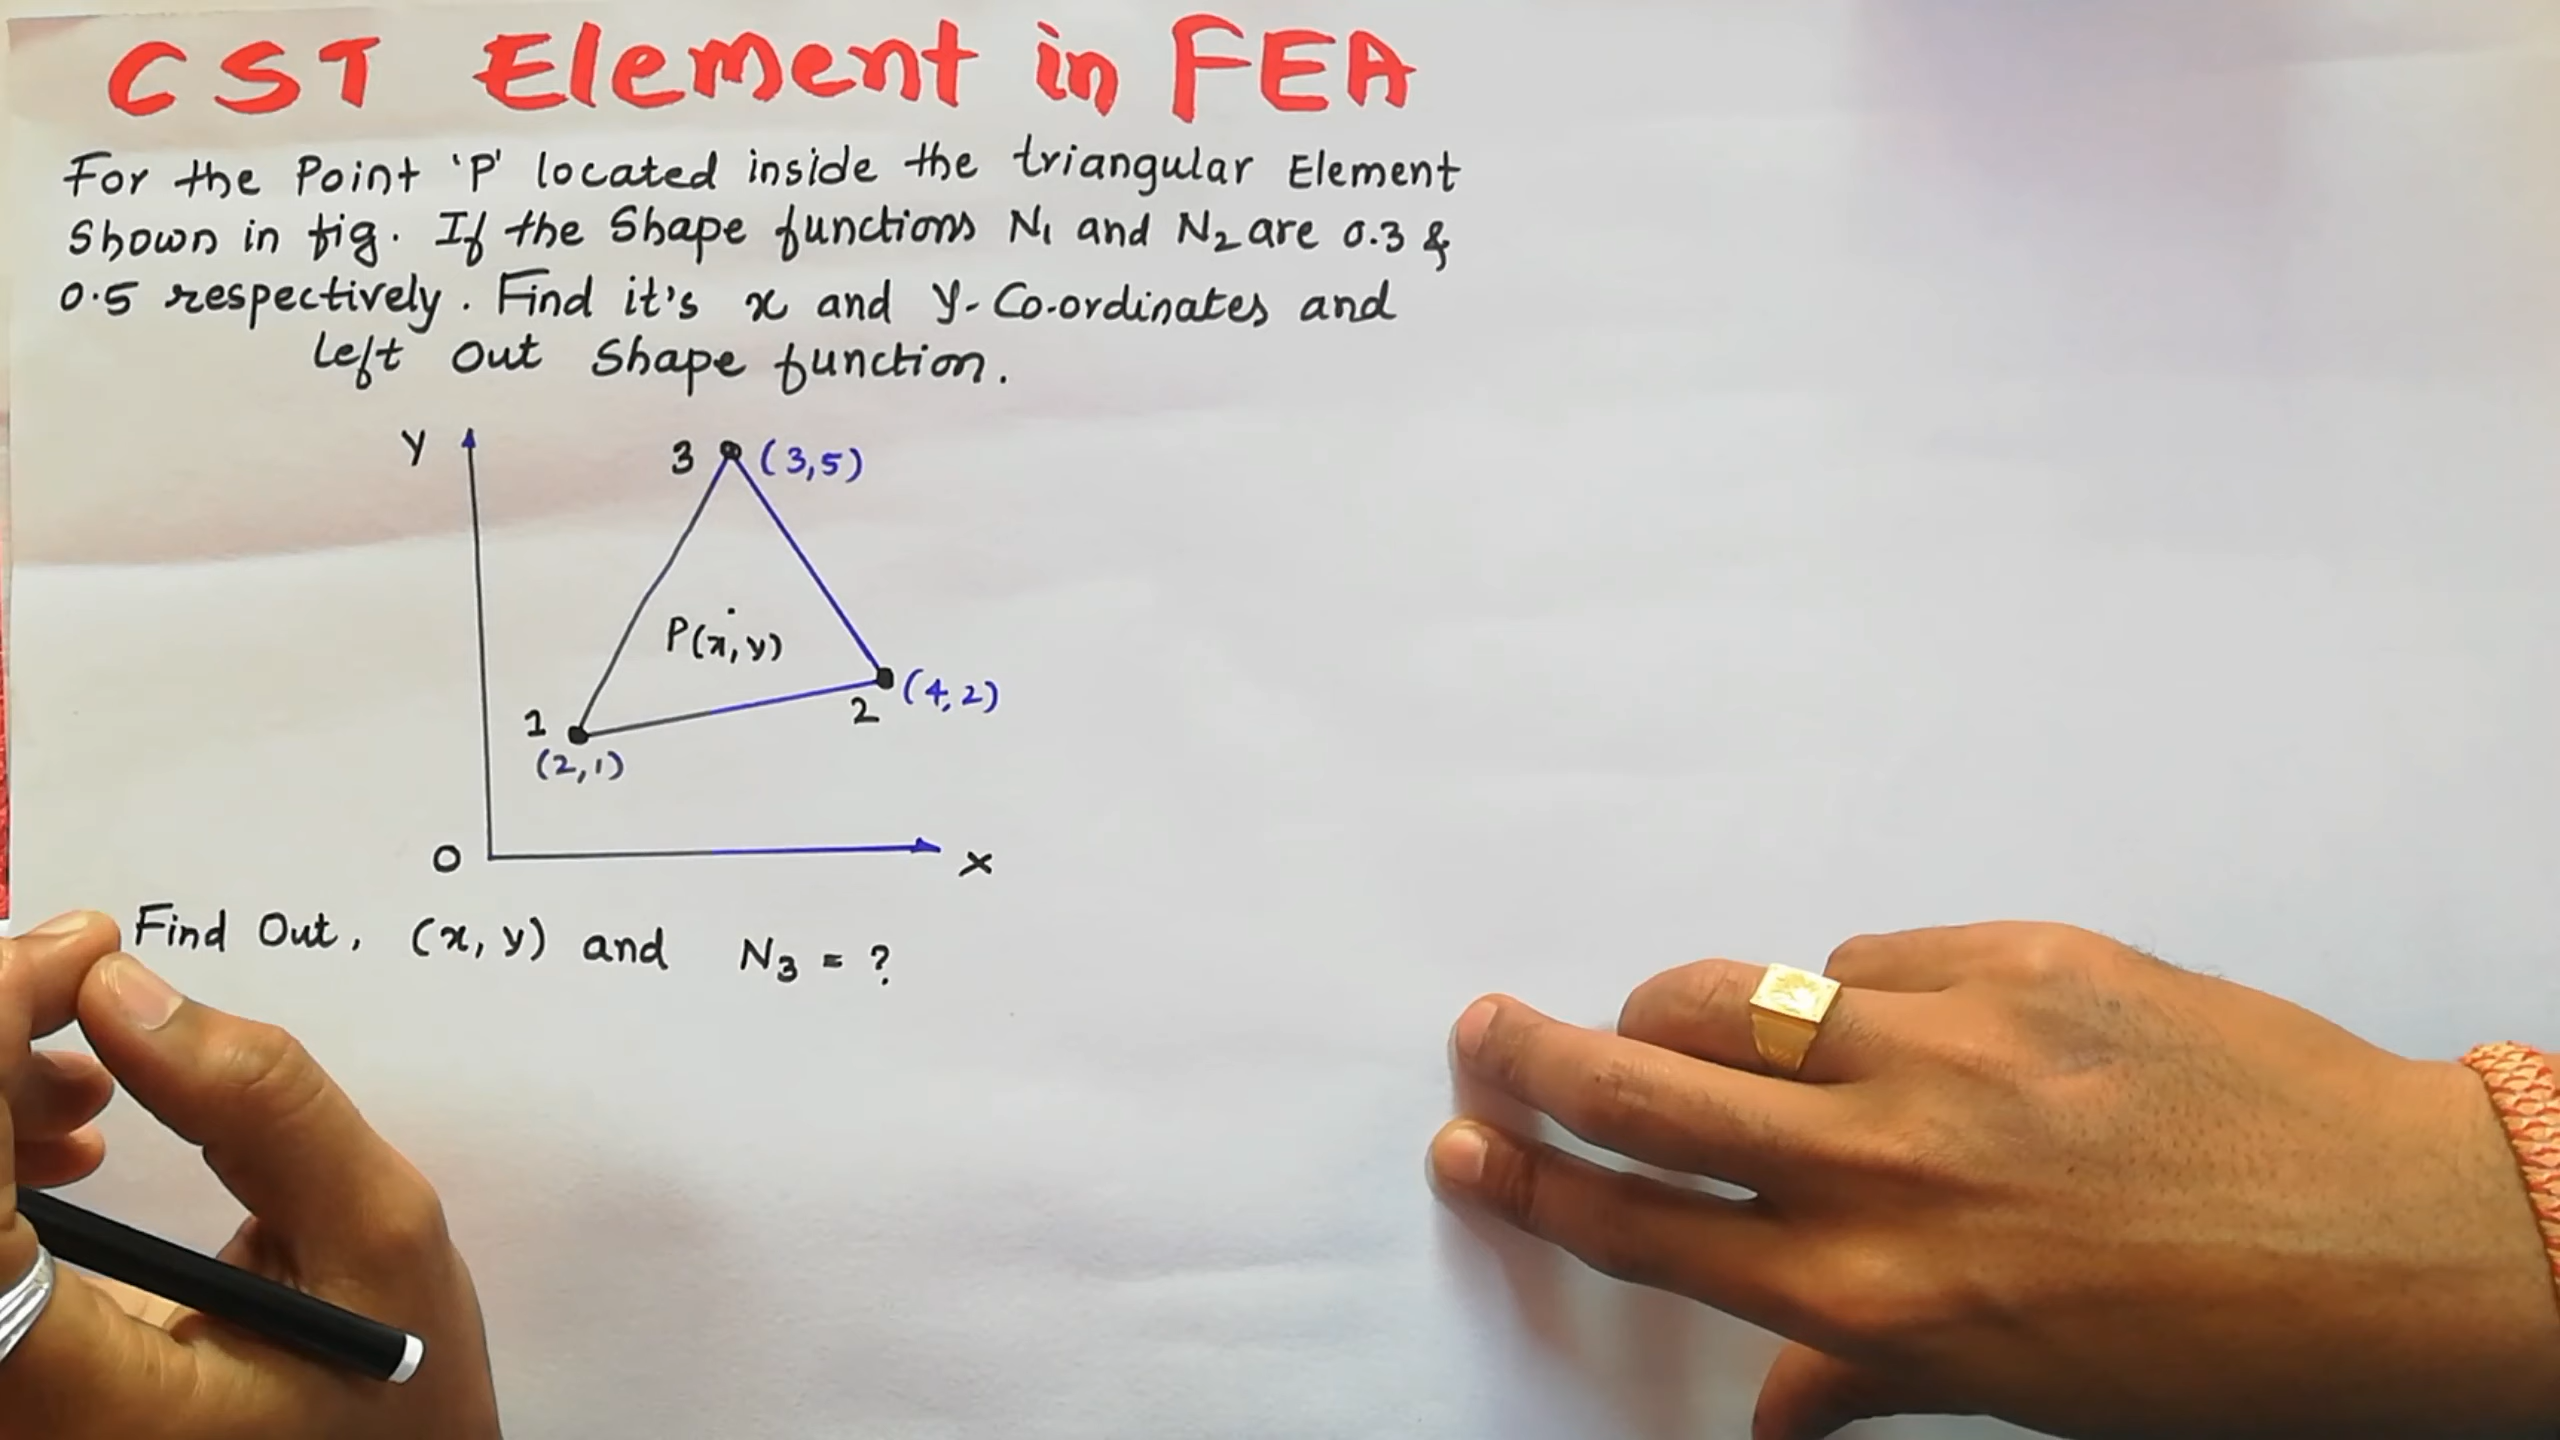 CST Element in FEA
For the Point 'P' located inside the triangular Element
Shown in fig. If the Shape functions N₁ and N₂ are 0.3 &
0.5 respectively. Find it's x and y-Co-ordinates and
left out Shape function.
Y
3 (3,5)
P(x,y)
2 (4,2)
1
(2,1)
O
X
Find Out, (x, y) and N₃ = ?